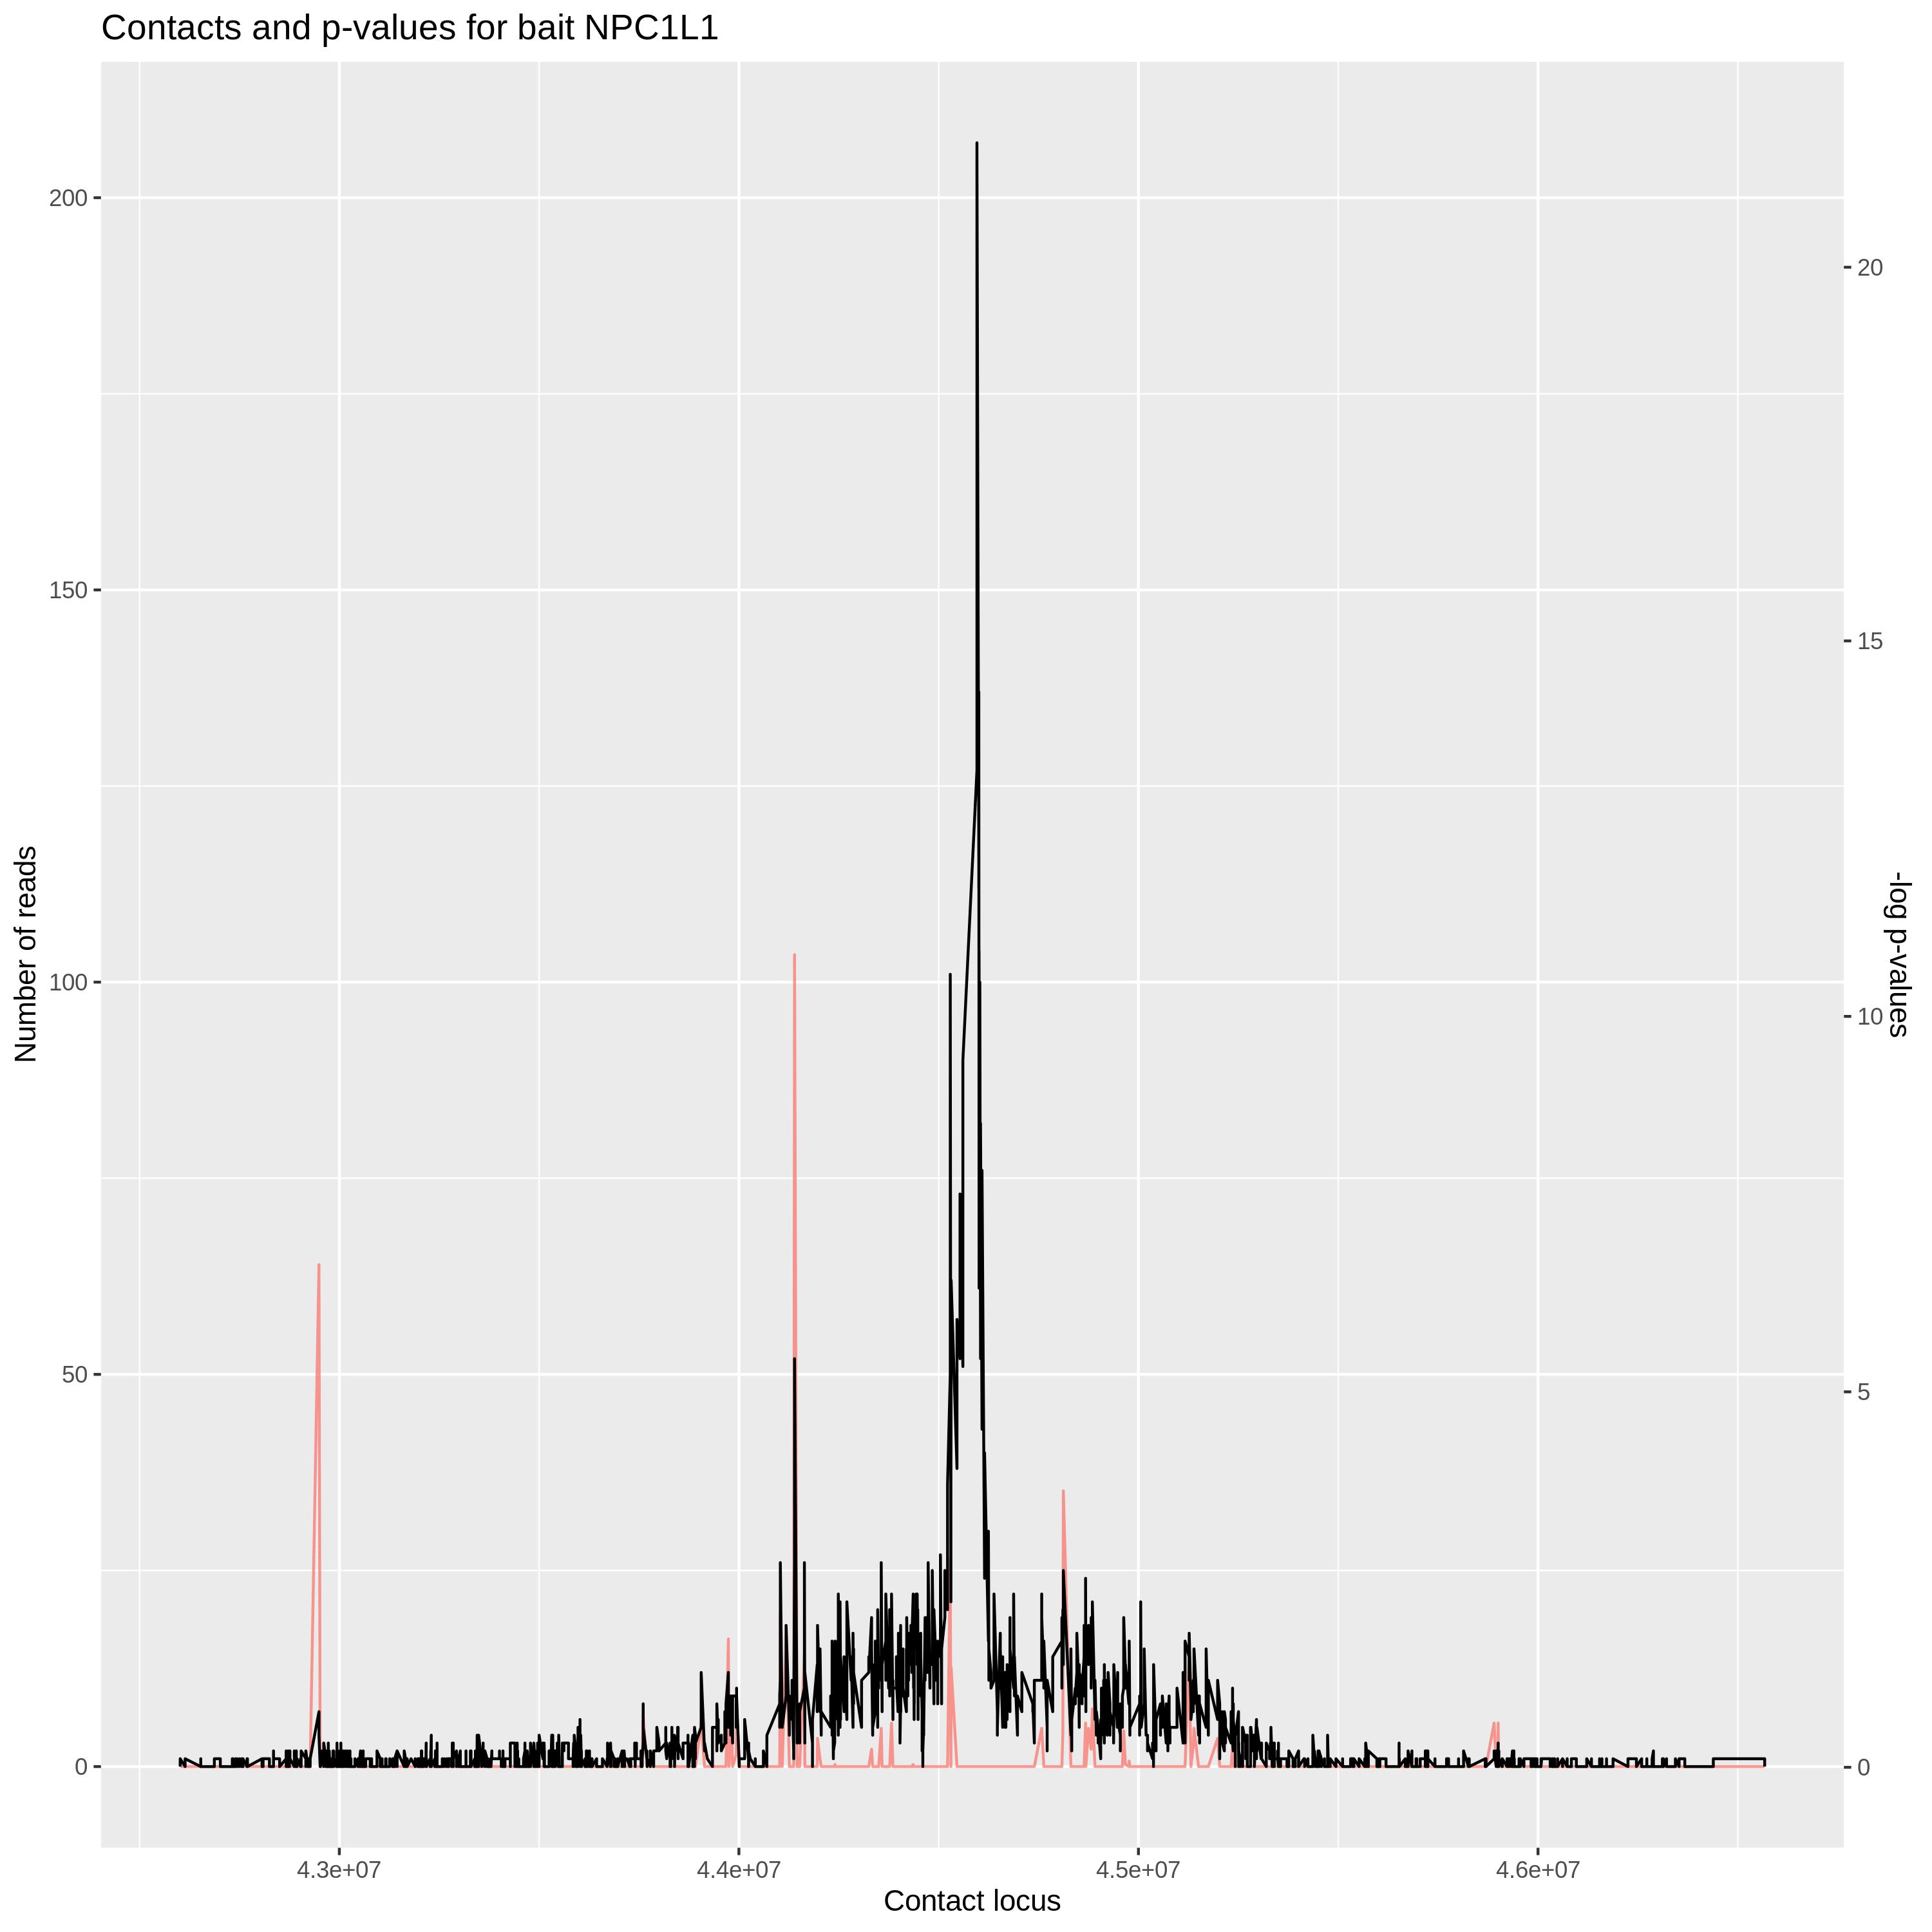 Contacts and p-values for bait NPC1L1
Number of reads
200
150
100
50
0
20
15
10
5
0
-log p-values
4.3e+07
4.4e+07
4.5e+07
4.6e+07
Contact locus